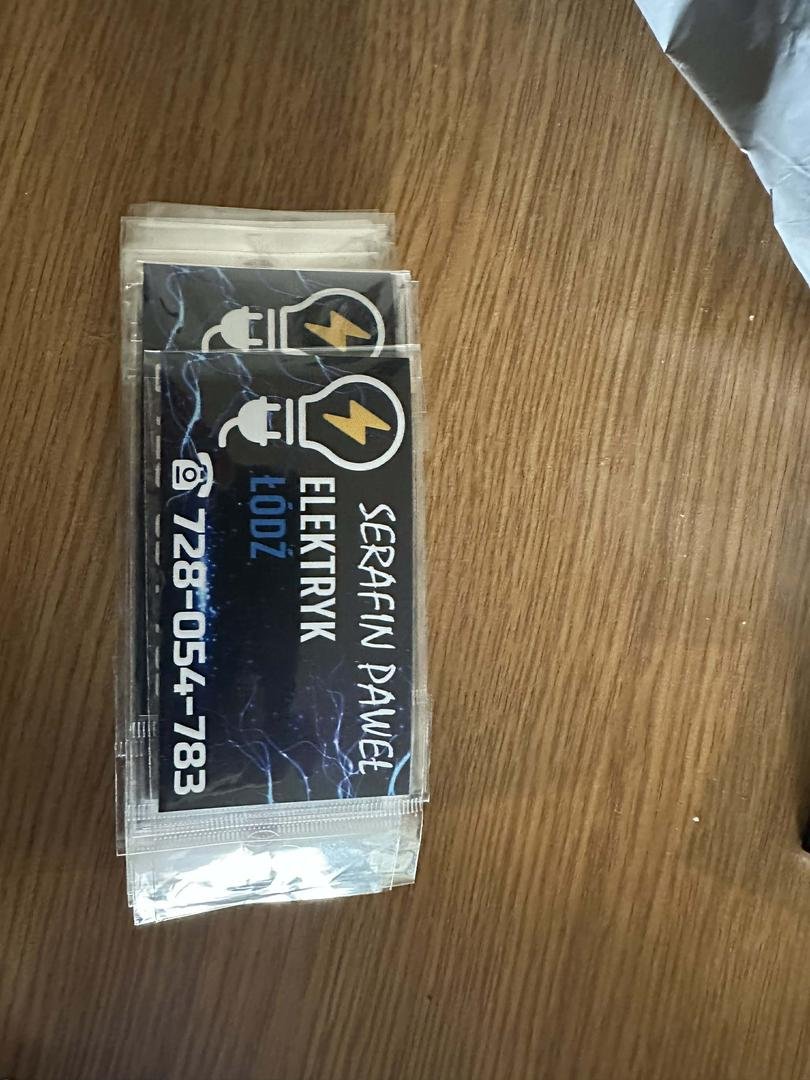 SERAFIN PAWEŁ
ELEKTRYK
ŁÓDŹ
728-054-783